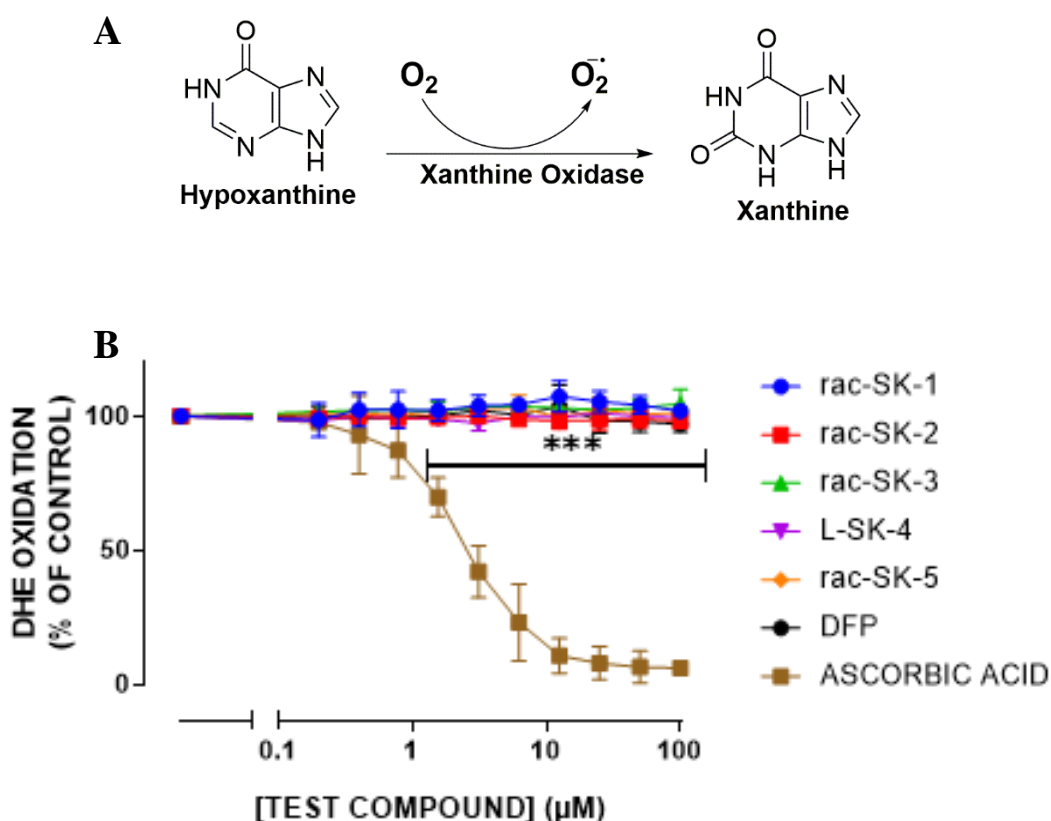 A
O
HN
N
N
N
H
Hypoxanthine
O₂
O₂⁻·
Xanthine Oxidase
O
HN
O
N
H
N
N
H
Xanthine
B
DHE OXIDATION
(% OF CONTROL)
100
50
0
***
0.1
1
10
100
[TEST COMPOUND] (µM)
rac-SK-1
rac-SK-2
rac-SK-3
L-SK-4
rac-SK-5
DFP
ASCORBIC ACID